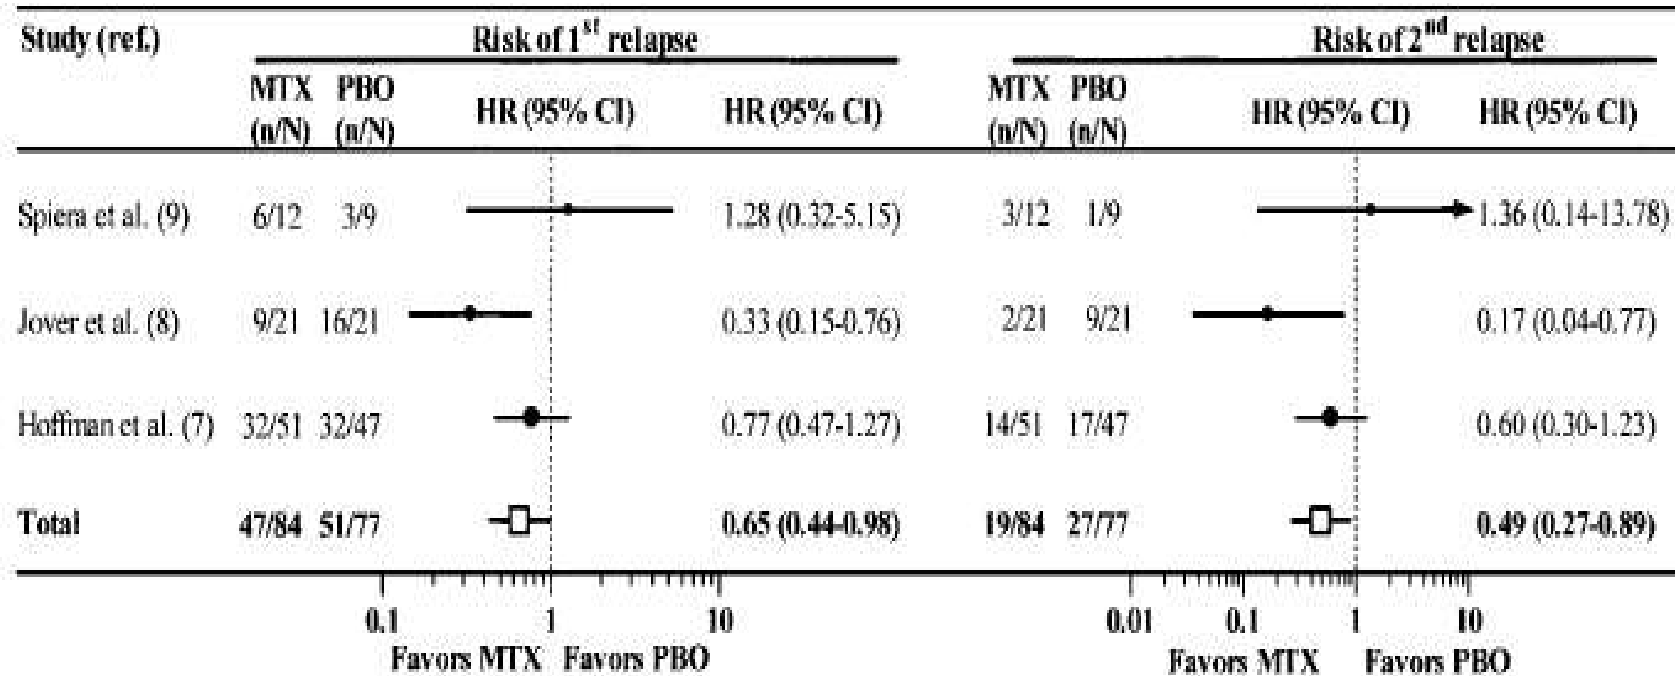 Study (ref.) Risk of 1st relapse Risk of 2nd relapse
MTX PBO HR (95% CI) HR (95% CI) MTX PBO HR (95% CI) HR (95% CI)
(n/N) (n/N) (n/N) (n/N)
Spiera et al. (9) 6/12 3/9 1.28 (0.32-5.15) 3/12 1/9 1.36 (0.14-13.78)
Jover et al. (8) 9/21 16/21 0.33 (0.15-0.76) 2/21 9/21 0.17 (0.04-0.77)
Hoffman et al. (7) 32/51 32/47 0.77 (0.47-1.27) 14/51 17/47 0.60 (0.30-1.23)
Total 47/84 51/77 0.65 (0.44-0.98) 19/84 27/77 0.49 (0.27-0.89)
0.1 1 10 0.01 0.1 1 10
Favors MTX Favors PBO Favors MTX Favors PBO